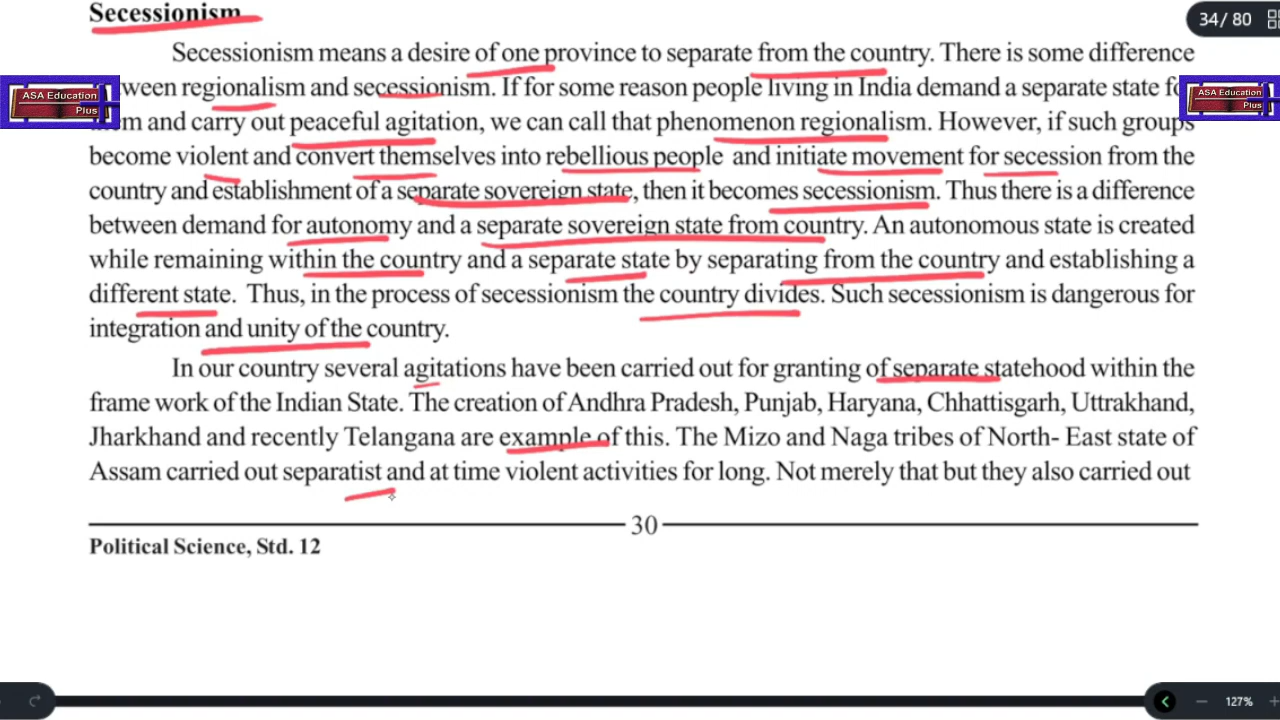 Secessionism
34/ 80
Secessionism means a desire of one province to separate from the country. There is some difference
ween regionalism and secessionism. If for some reason people living in India demand a separate state fo
ASA Education
Plus
ASA Education
Plus
em and carry out peaceful agitation, we can call that phenomenon regionalism. However, if such groups
become violent and convert themselves into rebellious people and initiate movement for secession from the
country and establishment of a separate sovereign state, then it becomes secessionism. Thus there is a difference
between demand for autonomy and a separate sovereign state from country. An autonomous state is created
while remaining within the country and a separate state by separating from the country and establishing a
different state. Thus, in the process of secessionism the country divides. Such secessionism is dangerous for
integration and unity of the country.
In our country several agitations have been carried out for granting of separate statehood within the
frame work of the Indian State. The creation of Andhra Pradesh, Punjab, Haryana, Chhattisgarh, Uttrakhand,
Jharkhand and recently Telangana are example of this. The Mizo and Naga tribes of North- East state of
Assam carried out separatist and at time violent activities for long. Not merely that but they also carried out
30
Political Science, Std. 12
127%